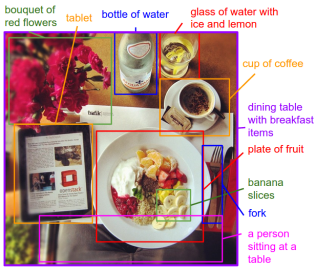 bouquet of
red flowers
tablet
bottle of water
glass of water with
ice and lemon
cup of coffee
dining table
with breakfast
items
plate of fruit
banana
slices
fork
a person
sitting at a
table